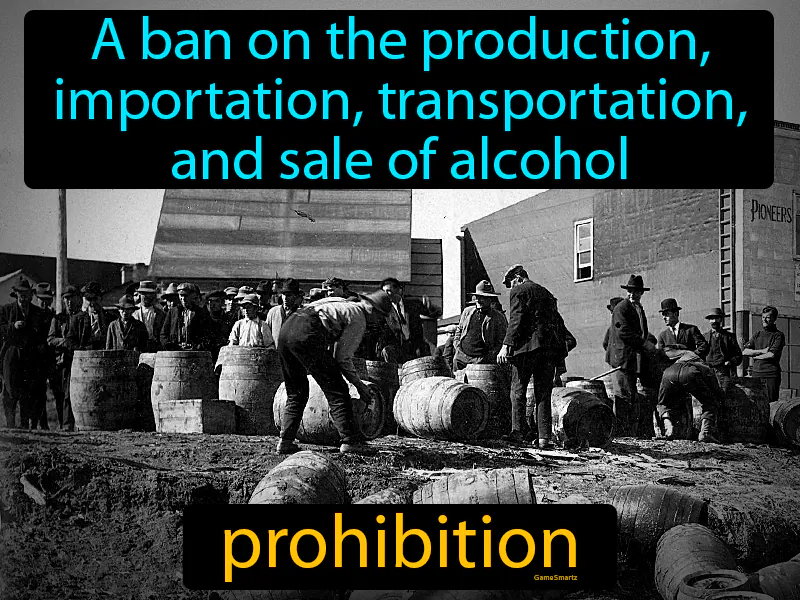 A ban on the production,
importation, transportation,
and sale of alcohol
PIONEERS
prohibition
GameSmartz